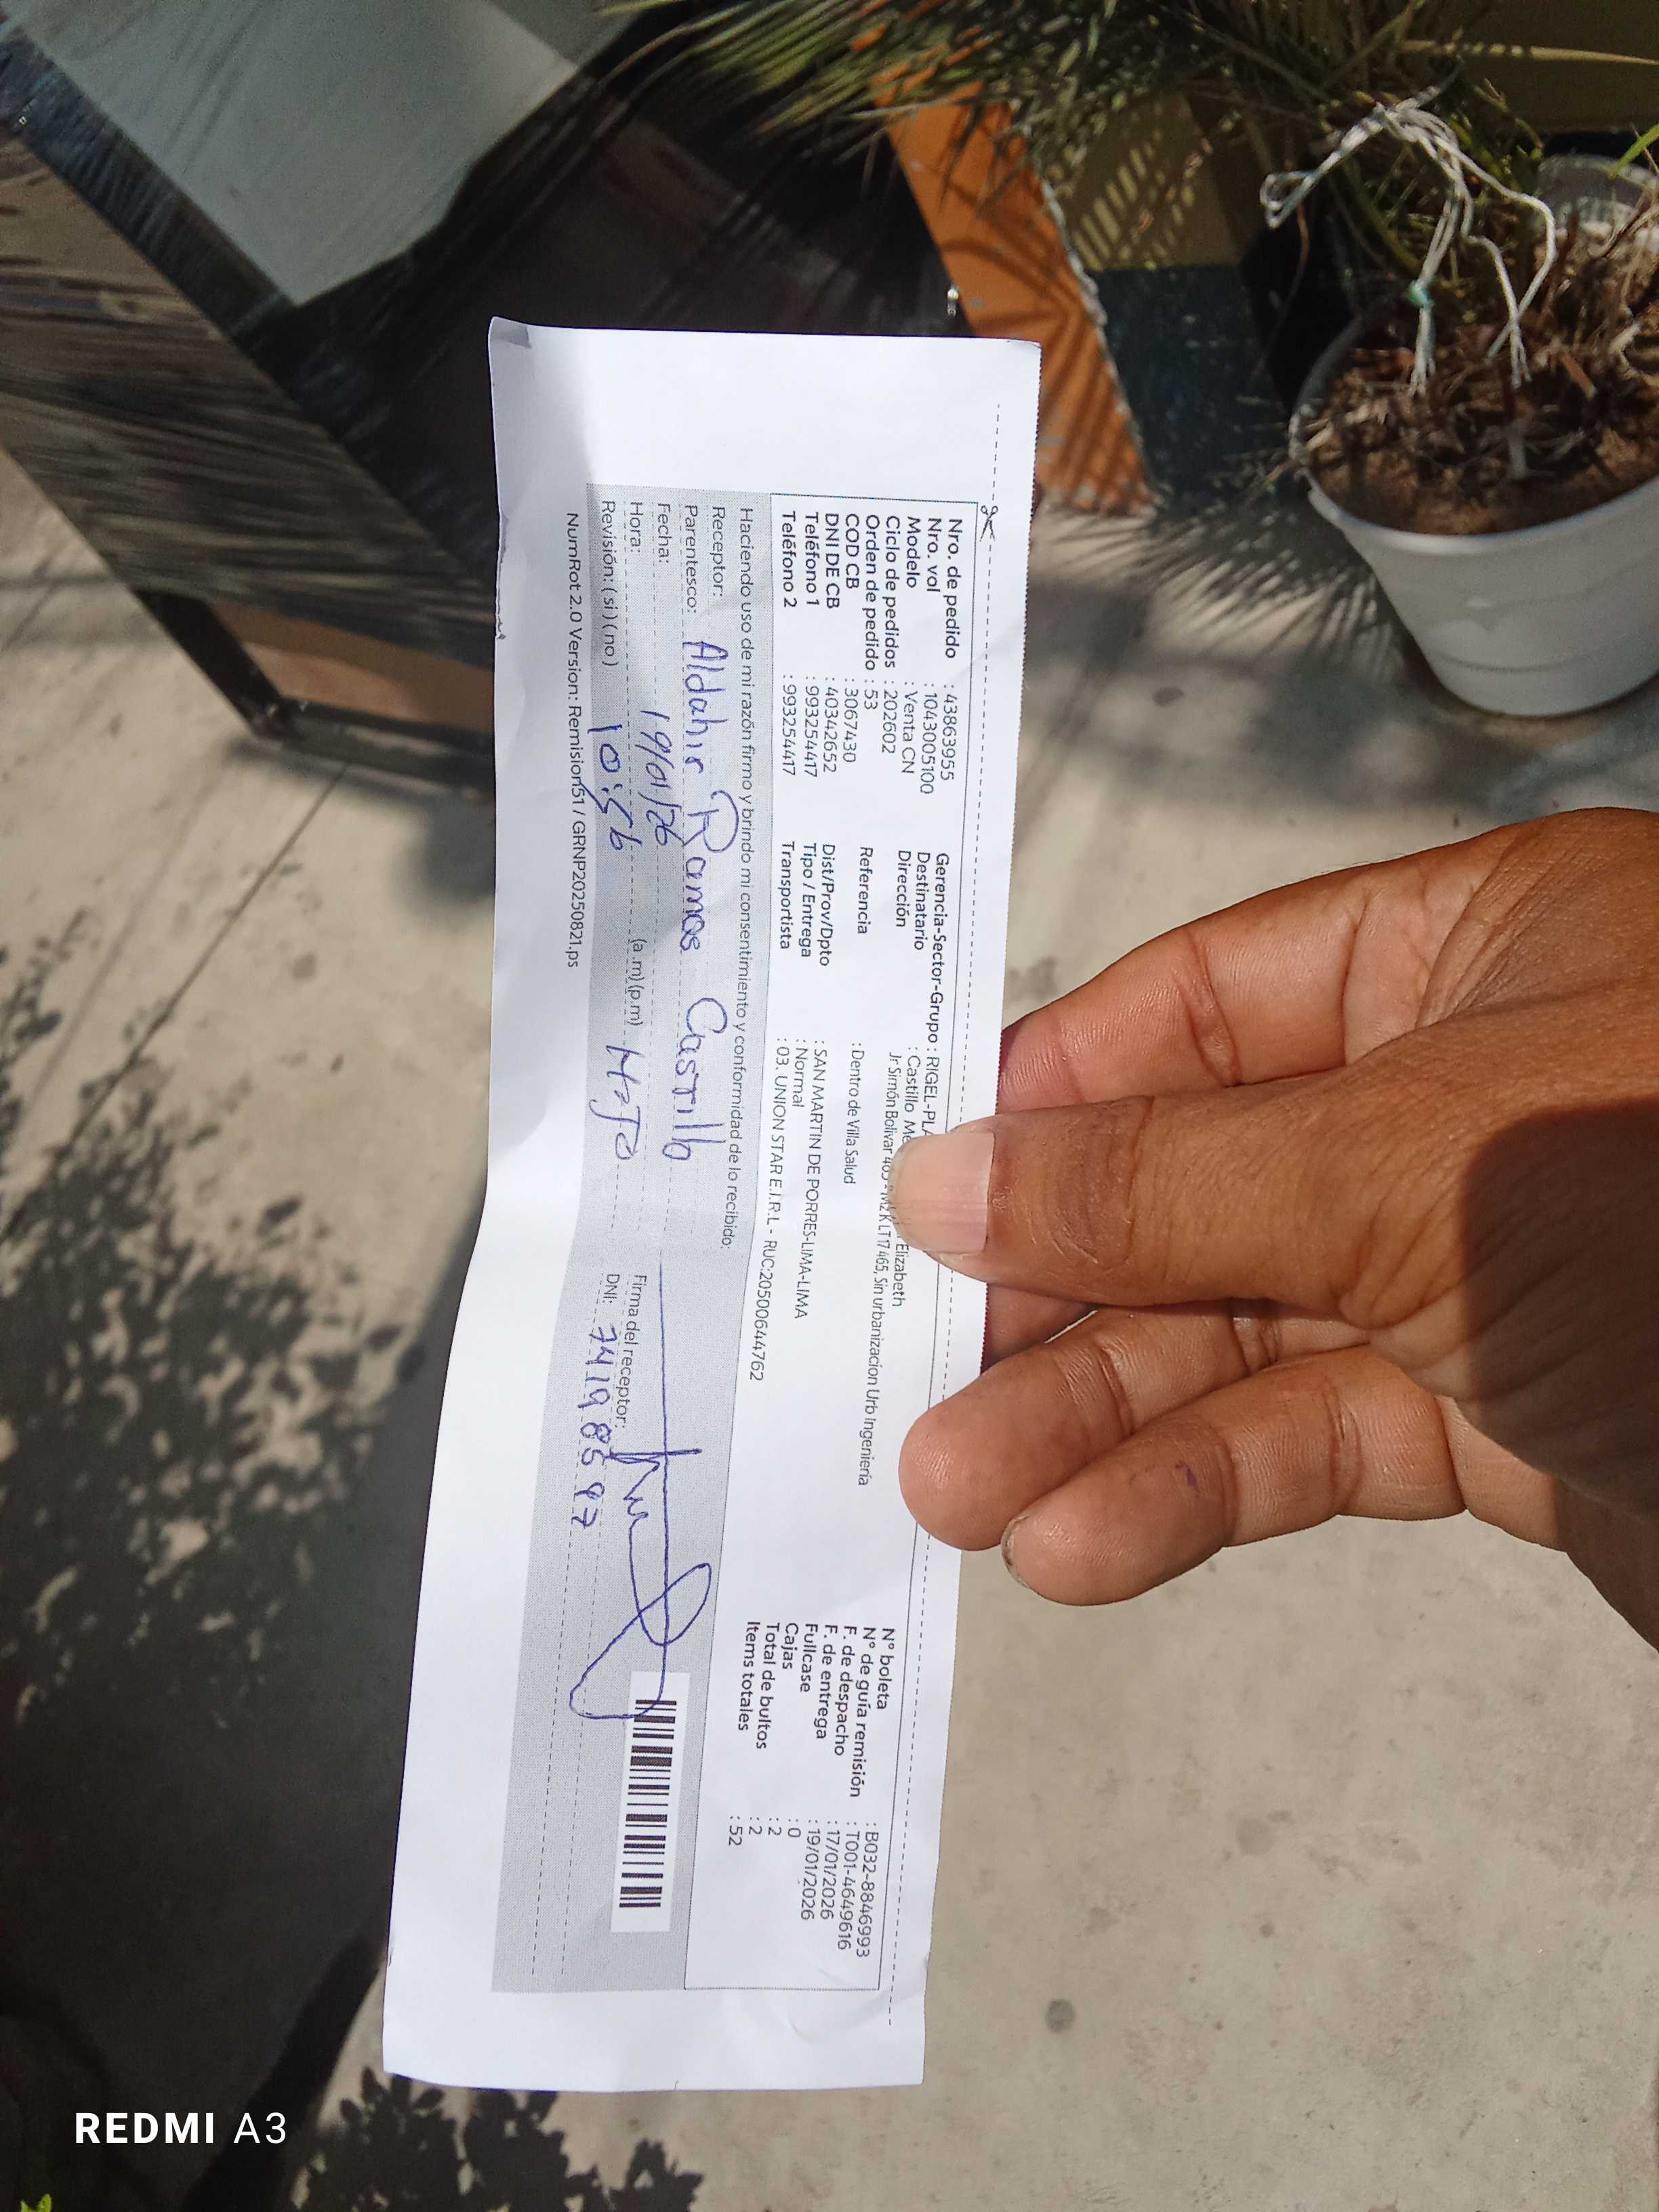 Nro. de pedido : 43863955
Nro. vol : 1043005100
Modelo : Venta CN
Ciclo de pedidos : 202602
Orden de pedido : 53
COD CB : 3067430
DNI DE CB : 40342652
Teléfono 1 : 993254417
Teléfono 2 : 993254417
Gerencia-Sector-Grupo : RIGEL-PLA
Destinatario : Castillo Me Elizabeth
Dirección Jr Simón Bolivar Mz K LT 17 465, Sin urbanizacion Urb Ingeniería
Referencia : Dentro de Villa Salud
Dist/Prov/Dpto : SAN MARTIN DE PORRES-LIMA-LIMA
Tipo / Entrega : Normal
Transportista : 03. UNION STAR E.I.R.L - RUC:20500644762
N° boleta : B032-8846993
N° de guía remisión : T001-4649616
F. de despacho : 17/01/2026
F. de entrega : 19/01/2026
Fullcase : 0
Cajas : 2
Total de bultos : 2
Items totales : 52
Haciendo uso de mi razón firmo y brindo mi consentimiento y conformidad de lo recibido:
Receptor: Aldahir Ramos Castillo
Parentesco:
Fecha: 19/01/26
Hora: 10:56 (a.m) (p.m) HIJO
Revisión: ( si ) ( no )
Firma del receptor:
DNI:
NumRot 2.0 Version: Remision51 / GRNP20250821.ps
REDMI A3